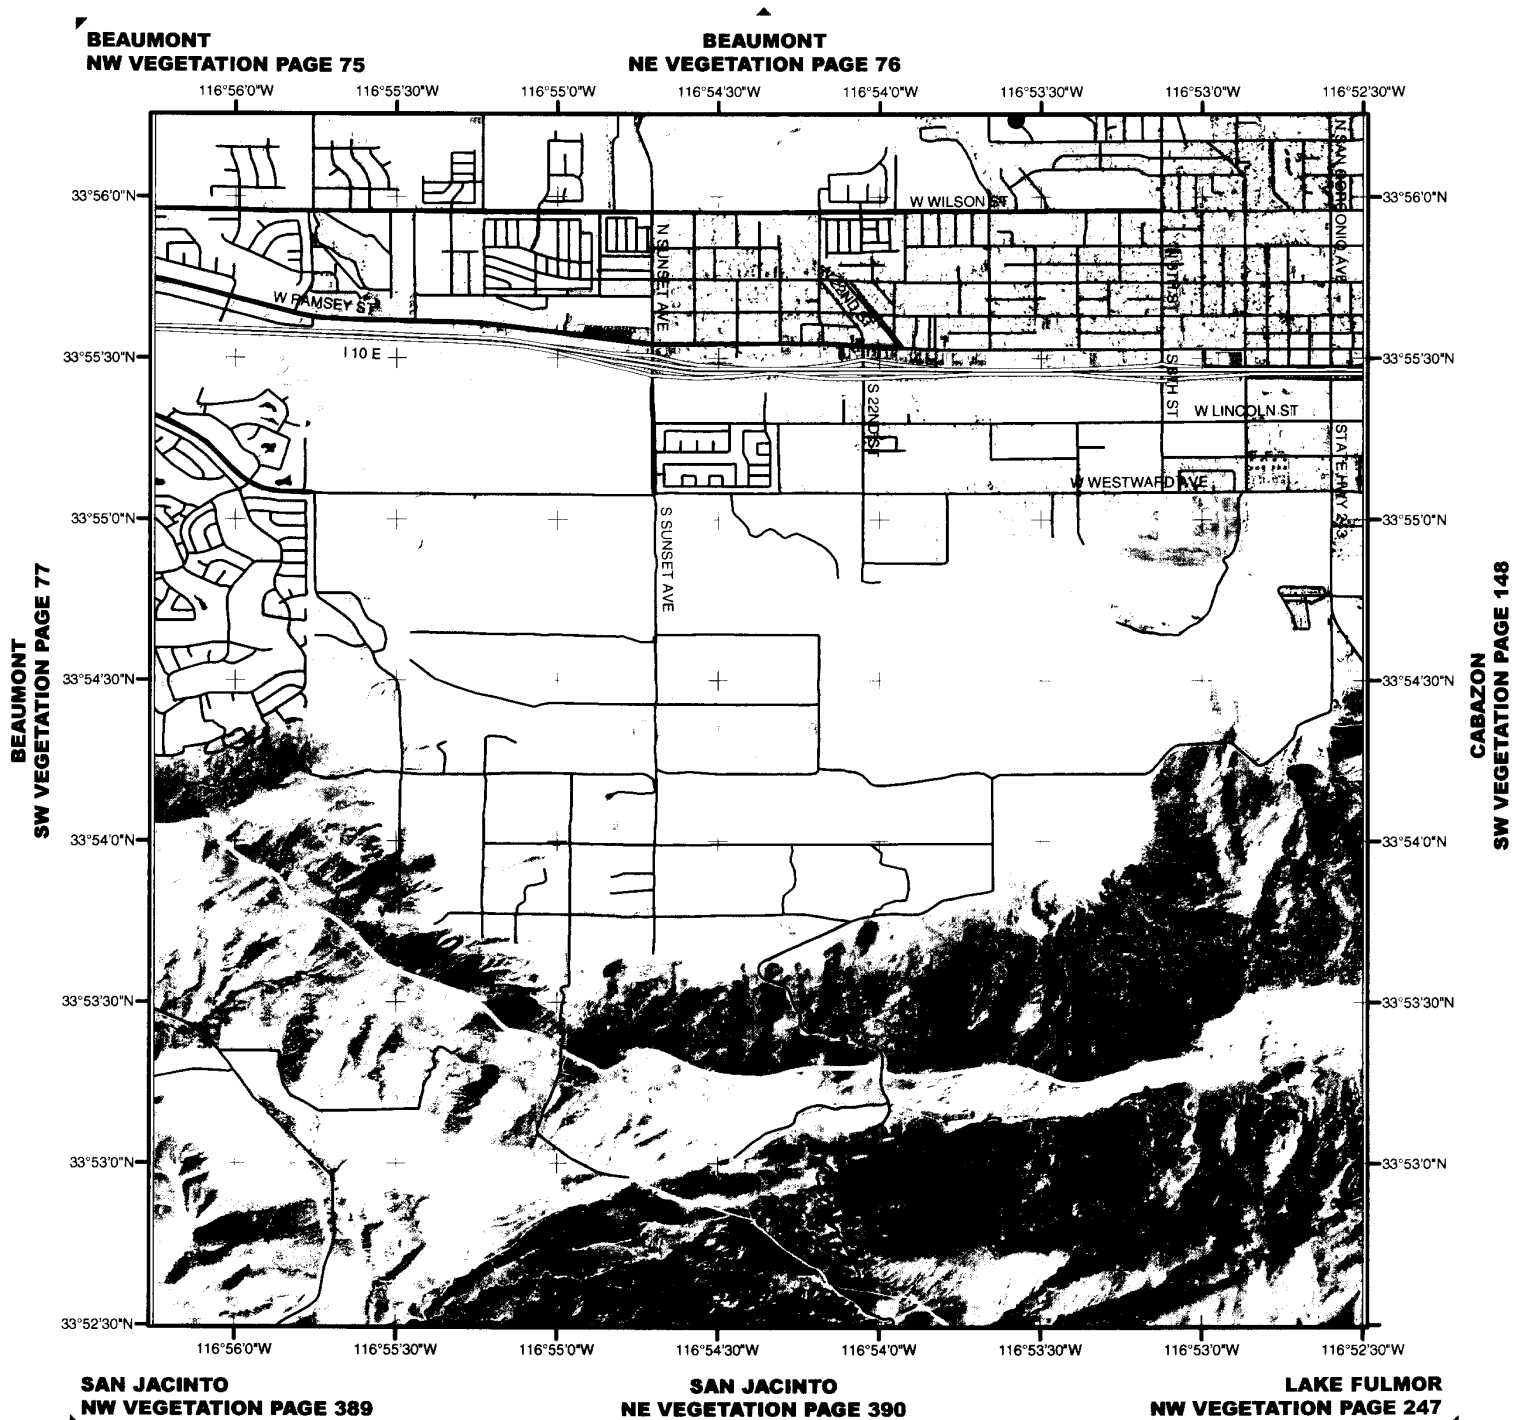 BEAUMONT
NW VEGETATION PAGE 75
BEAUMONT
NE VEGETATION PAGE 76
116°56'0"W 116°55'30"W 116°55'0"W 116°54'30"W 116°54'0"W 116°53'30"W 116°53'0"W 116°52'30"W
33°56'0"N
33°55'30"N
33°55'0"N
33°54'30"N
33°54'0"N
33°53'30"N
33°53'0"N
33°52'30"N
BEAUMONT
SW VEGETATION PAGE 77
W WILSON ST
N SAN GORGONIO AVE
N SUNSET AVE
N 22ND ST
N 8TH ST
W RAMSEY ST
I 10 E
S 8TH ST
S 22ND ST
W LINCOLN ST
STATE HWY 243
W WESTWARD AVE
S SUNSET AVE
33°56'0"N
33°55'30"N
33°55'0"N
33°54'30"N
33°54'0"N
33°53'30"N
33°53'0"N
CABAZON
SW VEGETATION PAGE 148
116°56'0"W 116°55'30"W 116°55'0"W 116°54'30"W 116°54'0"W 116°53'30"W 116°53'0"W 116°52'30"W
SAN JACINTO
NW VEGETATION PAGE 389
SAN JACINTO
NE VEGETATION PAGE 390
LAKE FULMOR
NW VEGETATION PAGE 247